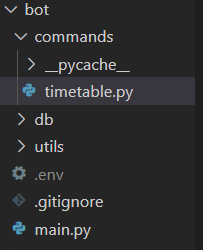 bot
commands
__pycache__
timetable.py
db
utils
.env
.gitignore
main.py